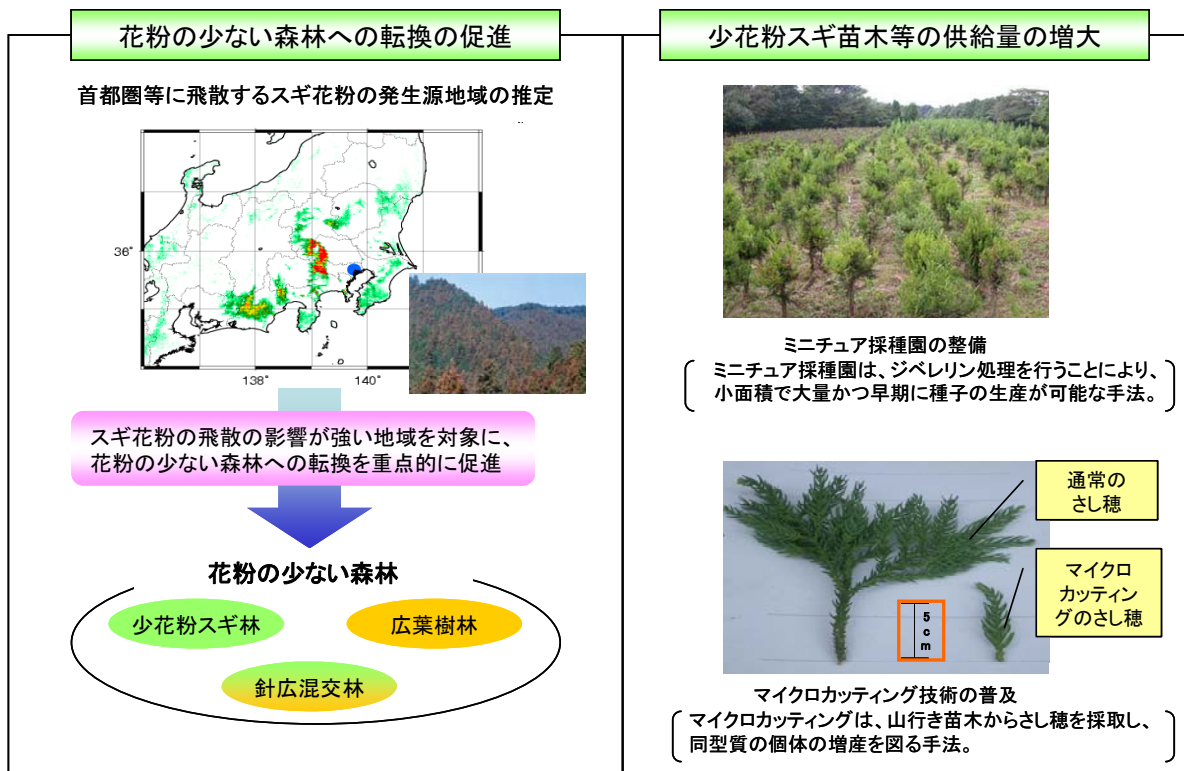 花粉の少ない森林への転換の促進
首都圏等に飛散するスギ花粉の発生源地域の推定
36°
138°
140°
スギ花粉の飛散の影響が強い地域を対象に、
花粉の少ない森林への転換を重点的に促進
花粉の少ない森林
少花粉スギ林
広葉樹林
針広混交林
少花粉スギ苗木等の供給量の増大
ミニチュア採種園の整備
ミニチュア採種園は、ジベレリン処理を行うことにより、
小面積で大量かつ早期に種子の生産が可能な手法。
通常の
さし穂
マイクロ
カッティン
グのさし穂
5cm
マイクロカッティング技術の普及
マイクロカッティングは、山行き苗木からさし穂を採取し、
同型質の個体の増産を図る手法。